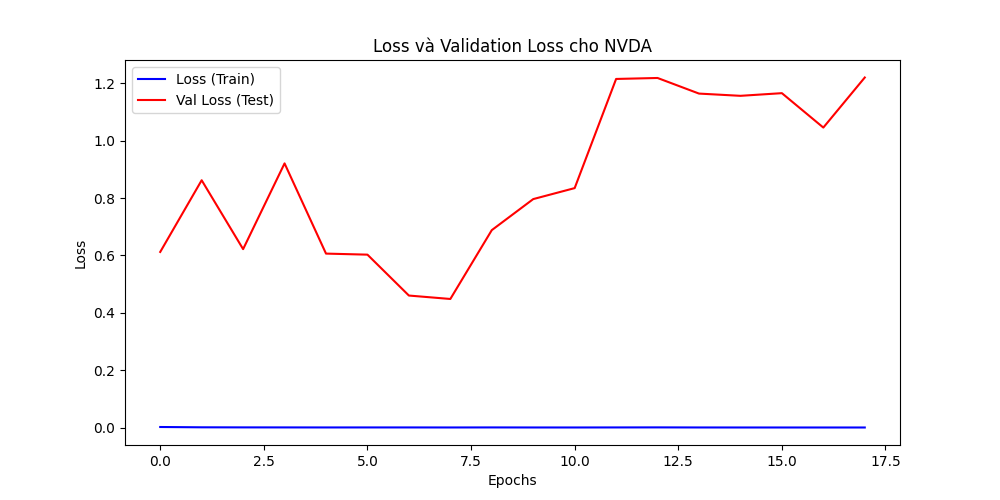 Loss và Validation Loss cho NVDA
Loss (Train)
Val Loss (Test)
1.2
1.0
0.8
0.6
0.4
0.2
0.0
Loss
0.0 2.5 5.0 7.5 10.0 12.5 15.0 17.5
Epochs